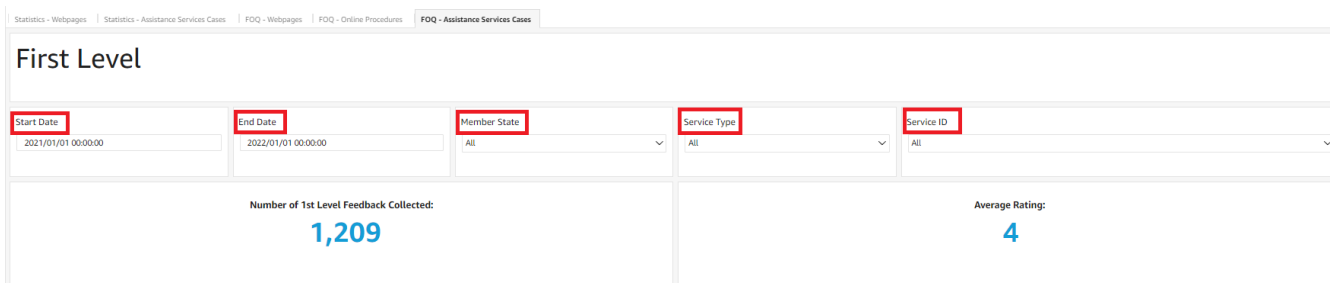 Statistics - Webpages Statistics - Assistance Services Cases FOQ - Webpages FOQ - Online Procedures FOQ - Assistance Services Cases
First Level
Start Date End Date Member State Service Type Service ID
2021/01/01 00:00:00 2022/01/01 00:00:00 All All All
Number of 1st Level Feedback Collected: Average Rating:
1,209 4